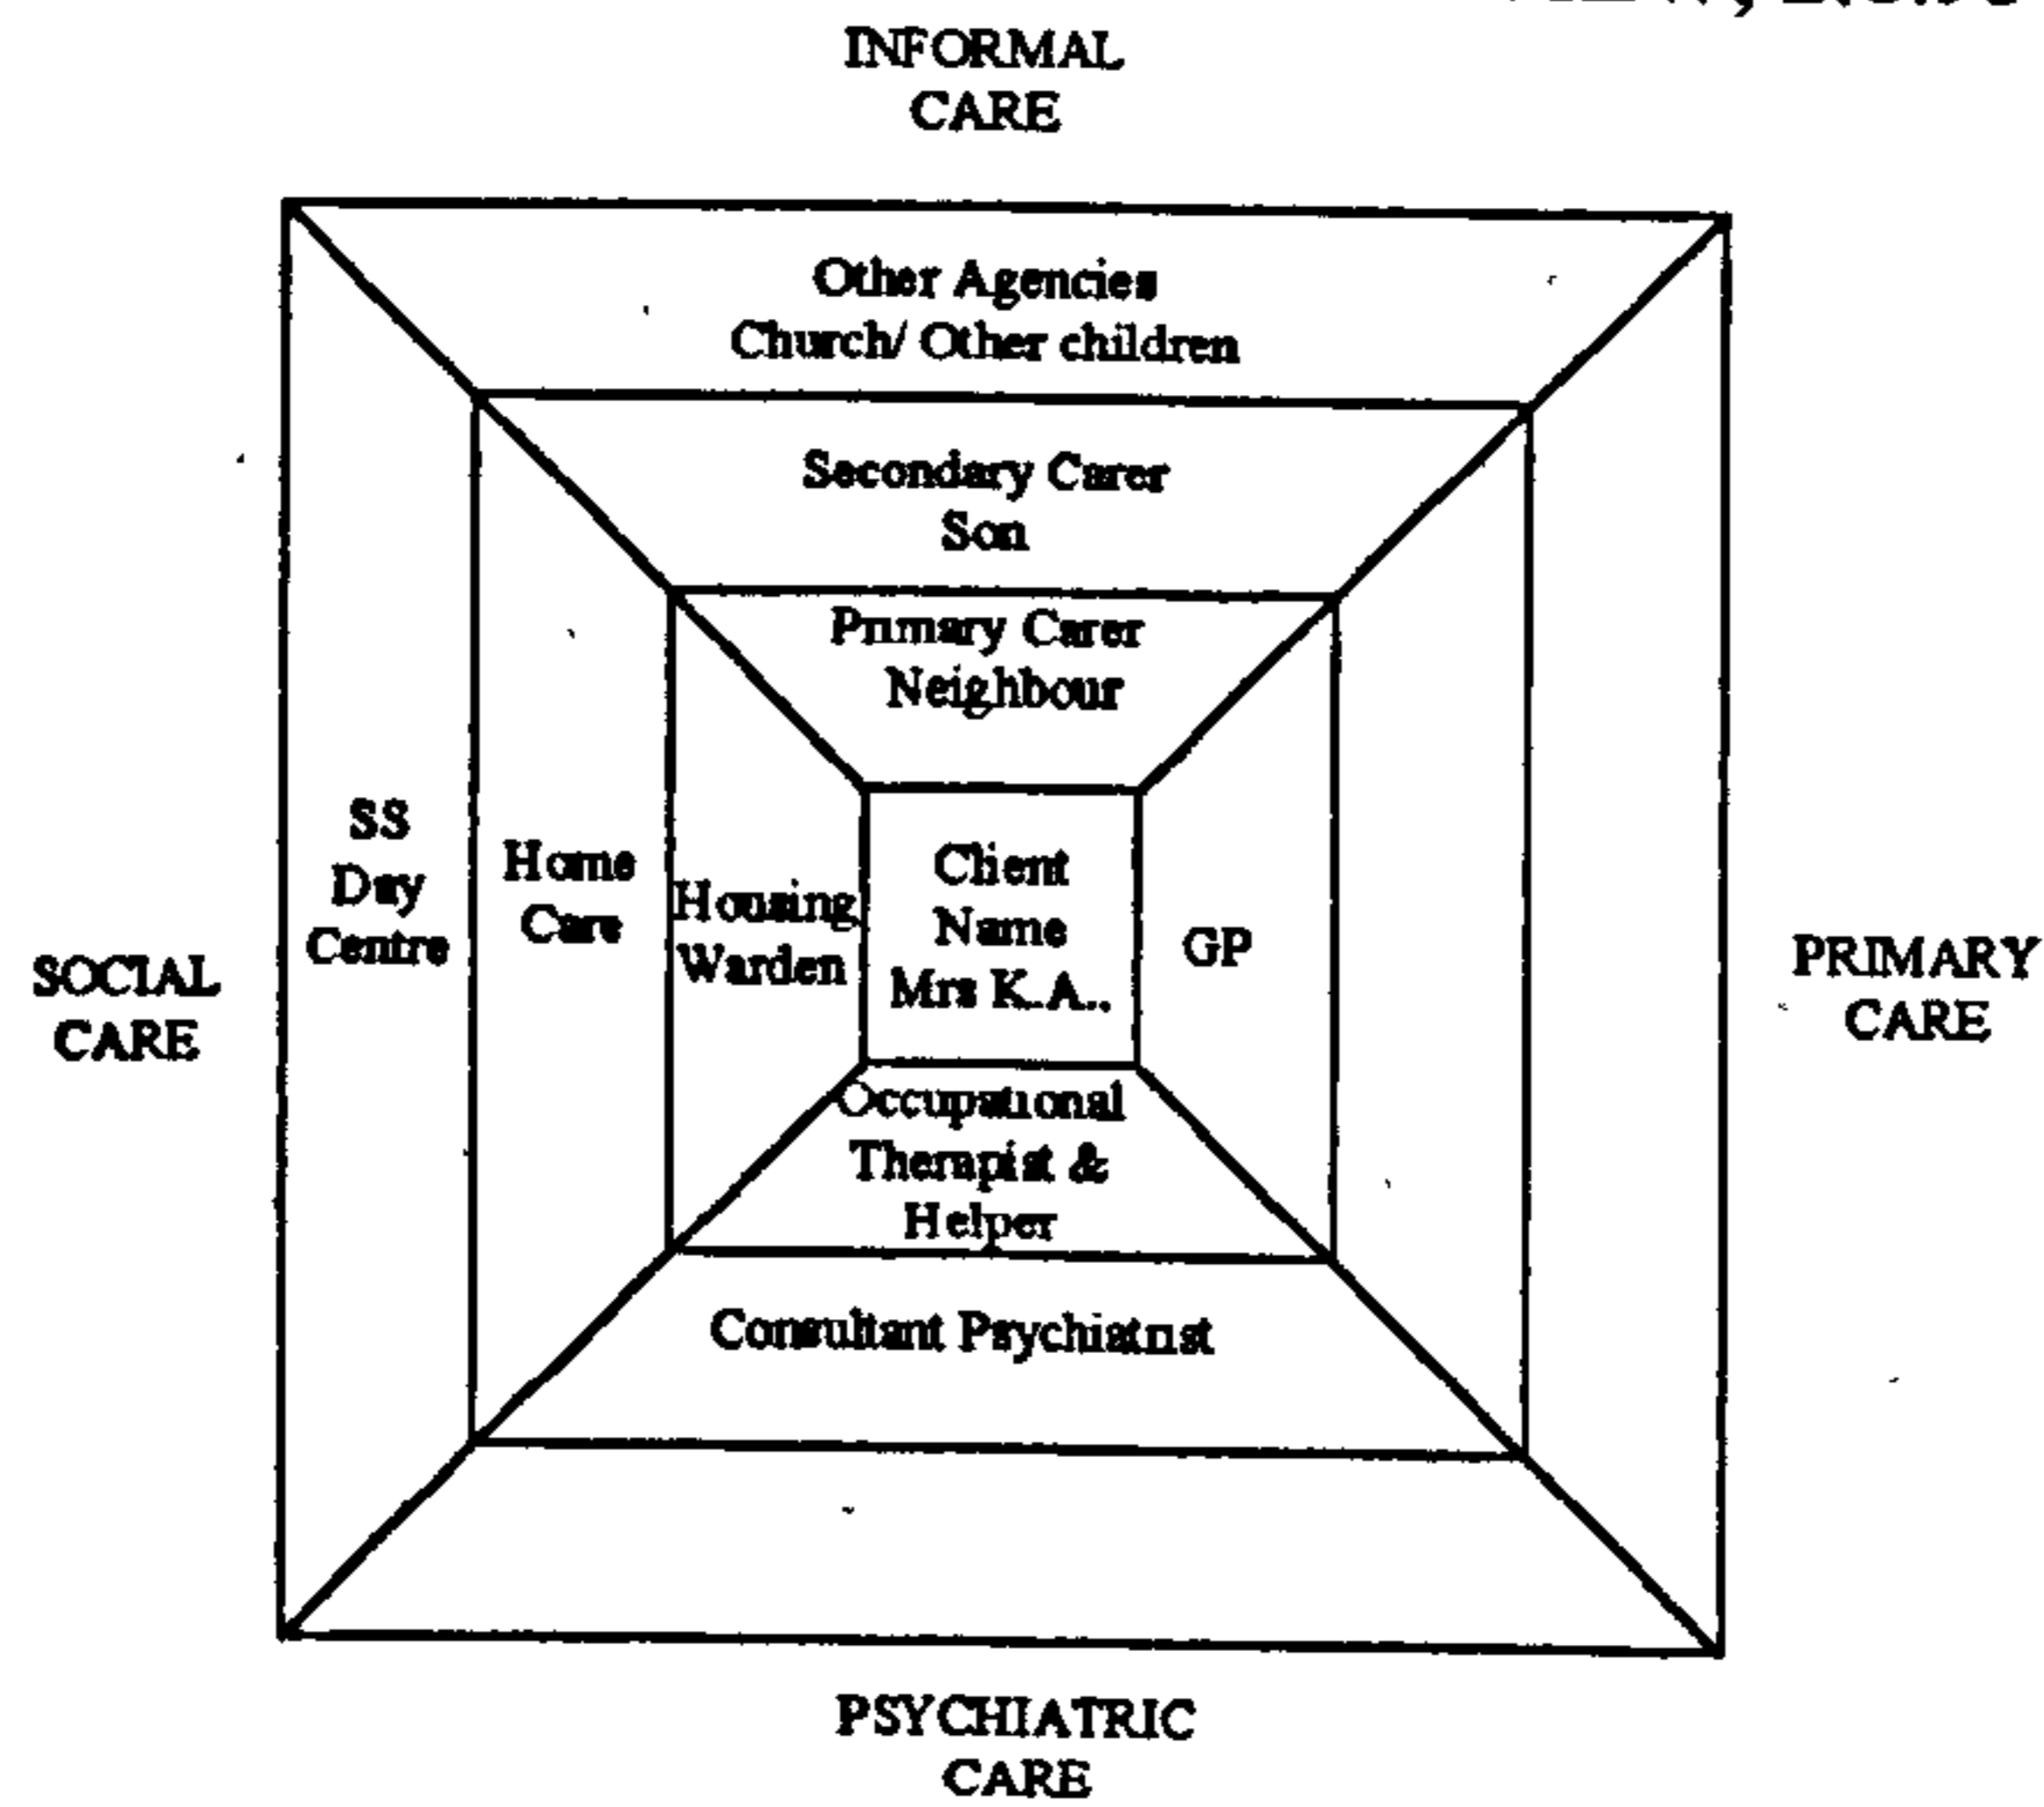 INFORMAL
CARE
Other Agencies
Church/ Other children
Secondary Carer
Son
Primary Carer
Neighbour
SS
Day
Centre
Home
Care
Housing
Warden
Client
Name
Mrs K.A..
GP
SOCIAL
CARE
PRIMARY
CARE
Occupational
Therapist &
Helper
Consultant Psychiatrist
PSYCHIATRIC
CARE